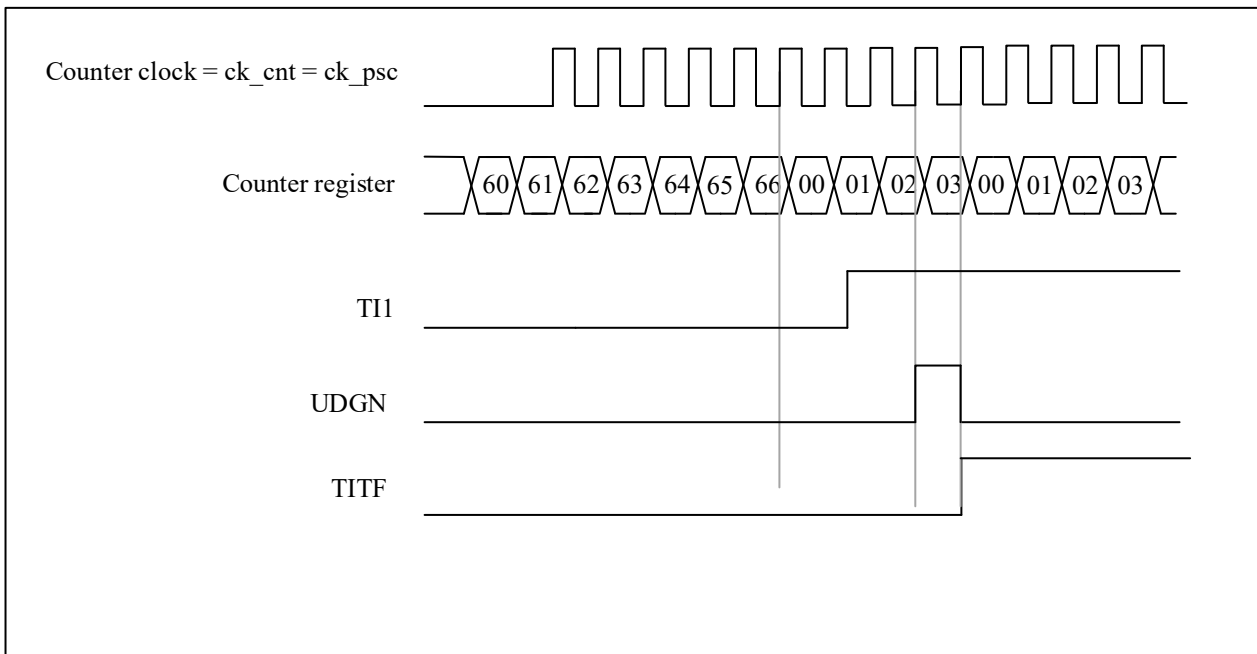 Counter clock = ck_cnt = ck_psc
Counter register 60 61 62 63 64 65 66 00 01 02 03 00 01 02 03
TI1
UDGN
TITF